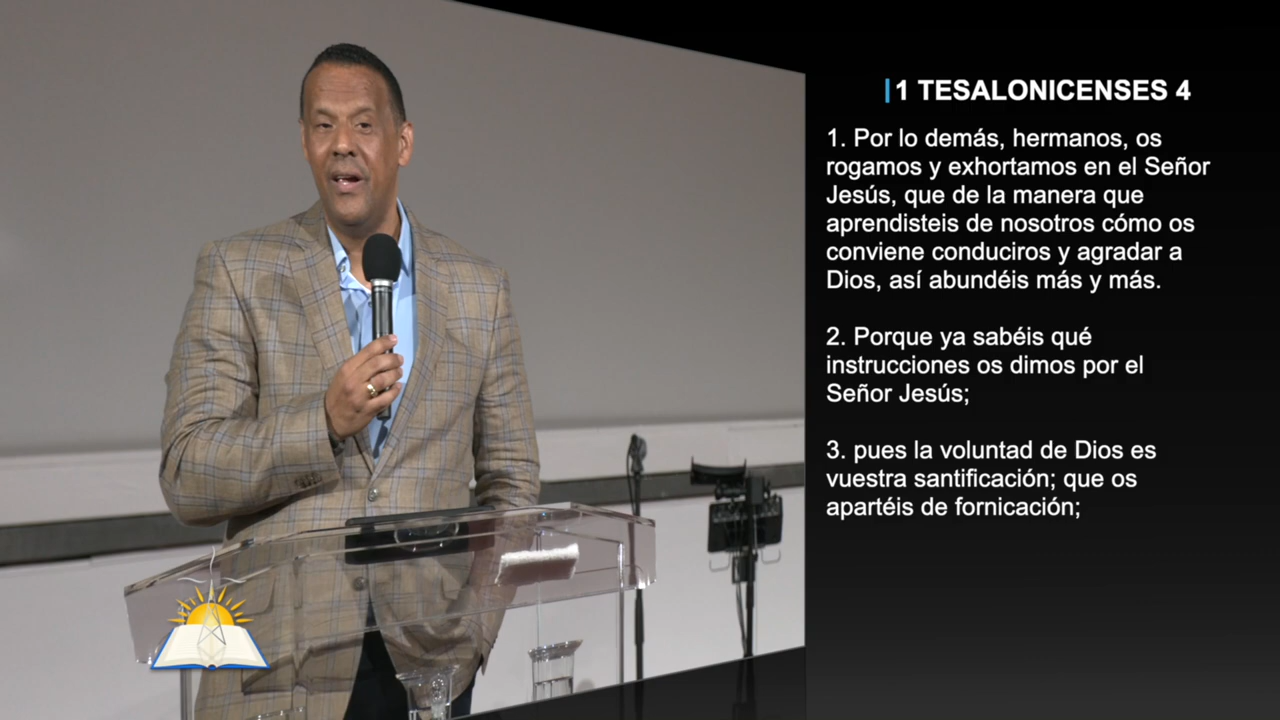 1 TESALONICENSES 4
1. Por lo demás, hermanos, os
rogamos y exhortamos en el Señor
Jesús, que de la manera que
aprendisteis de nosotros cómo os
conviene conduciros y agradar a
Dios, así abundéis más y más.
2. Porque ya sabéis qué
instrucciones os dimos por el
Señor Jesús;
3. pues la voluntad de Dios es
vuestra santificación; que os
apartéis de fornicación;